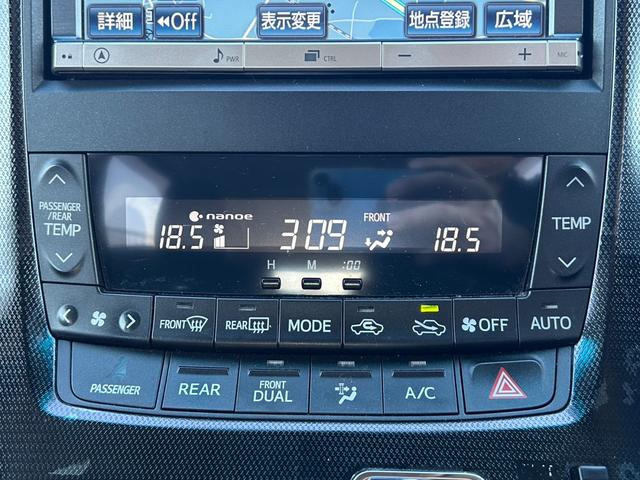 詳細 Off 表示変更 地点登録 広域
PWR CTRL − + MIC
PASSENGER
/REAR
TEMP
nanoe FRONT
18.5 3:09 18.5
TEMP
H M :00
FRONT REAR MODE OFF AUTO
PASSENGER REAR FRONT
DUAL A/C